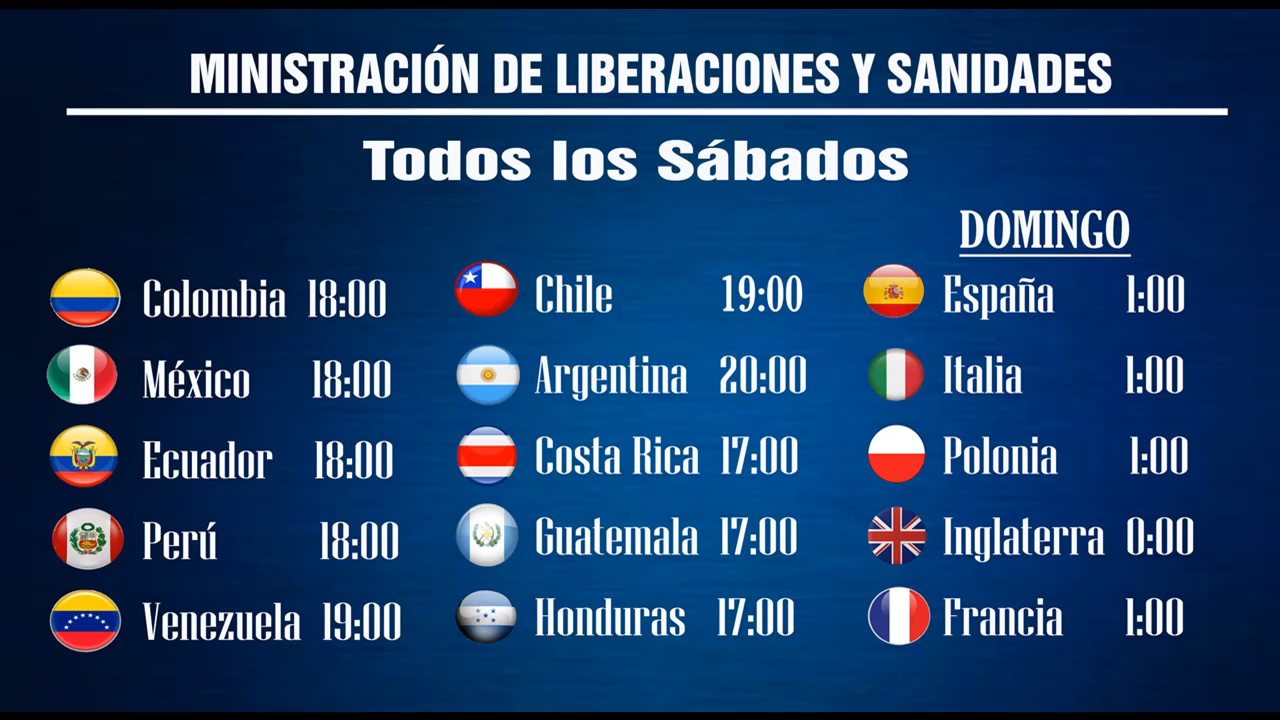 MINISTRACIÓN DE LIBERACIONES Y SANIDADES
Todos los Sábados
Colombia 18:00
México 18:00
Ecuador 18:00
Perú 18:00
Venezuela 19:00
Chile 19:00
Argentina 20:00
Costa Rica 17:00
Guatemala 17:00
Honduras 17:00
DOMINGO
España 1:00
Italia 1:00
Polonia 1:00
Inglaterra 0:00
Francia 1:00